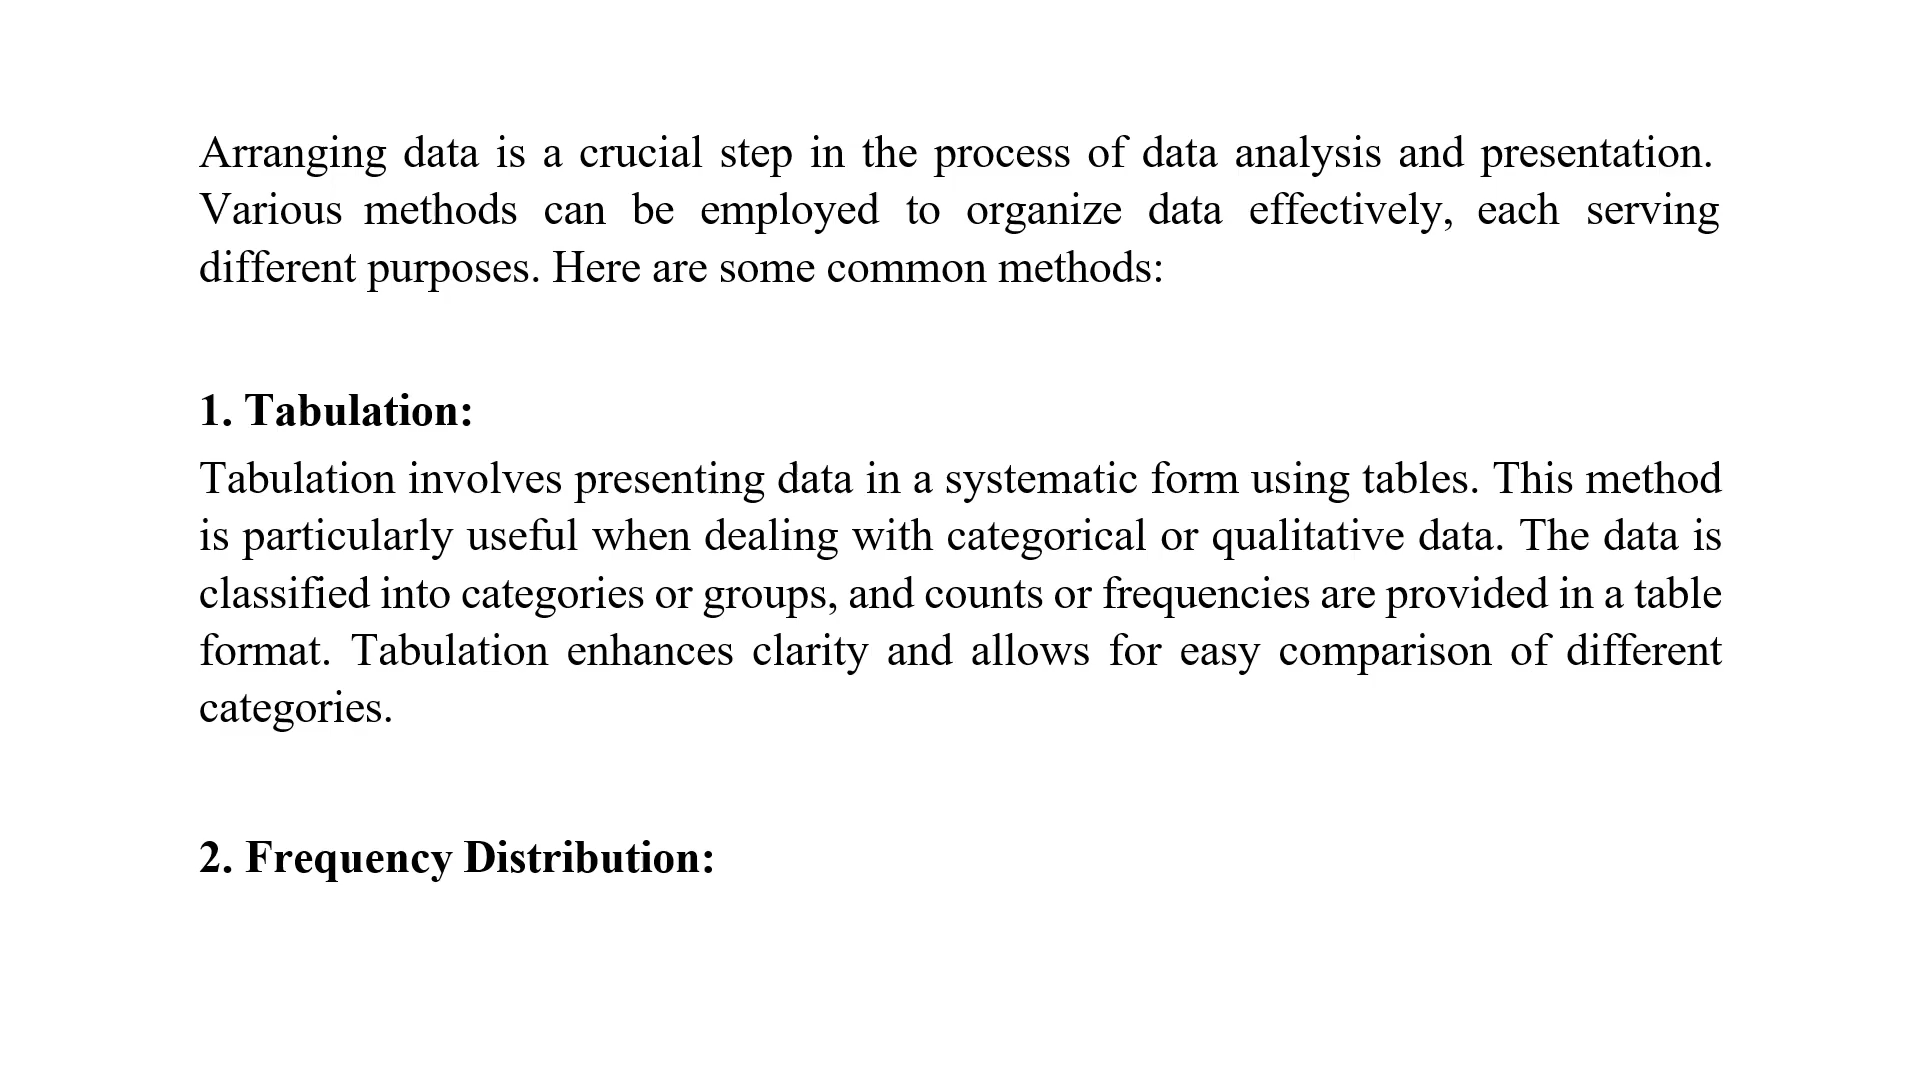 Arranging data is a crucial step in the process of data analysis and presentation.
Various methods can be employed to organize data effectively, each serving
different purposes. Here are some common methods:
1. Tabulation:
Tabulation involves presenting data in a systematic form using tables. This method
is particularly useful when dealing with categorical or qualitative data. The data is
classified into categories or groups, and counts or frequencies are provided in a table
format. Tabulation enhances clarity and allows for easy comparison of different
categories.
2. Frequency Distribution: